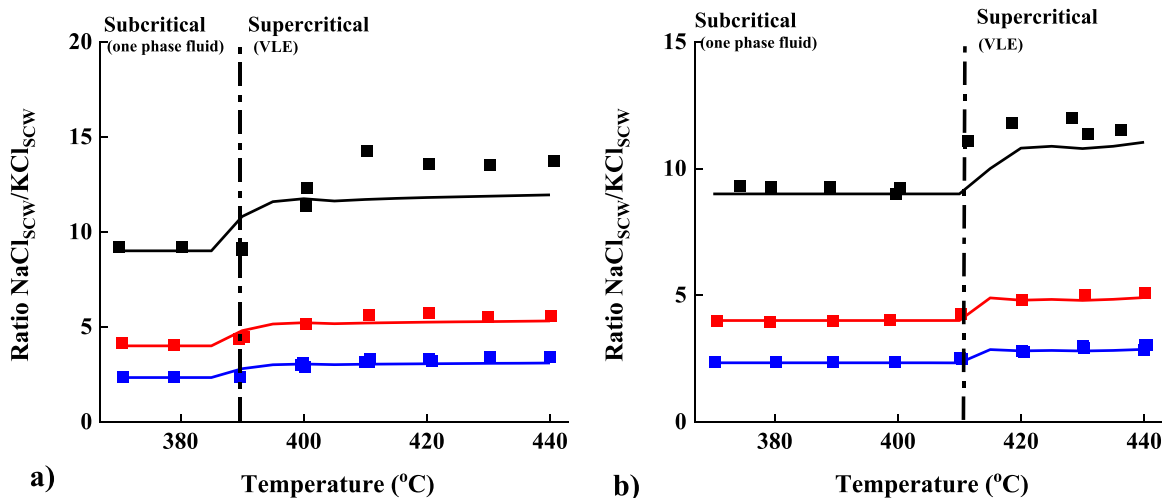 Subcritical
(one phase fluid)
Supercritical
(VLE)
20
15
10
5
0
Ratio NaCl_SCW/KCl_SCW
380
400
420
440
Temperature (°C)
a)
Subcritical
(one phase fluid)
Supercritical
(VLE)
15
10
5
0
Ratio NaCl_SCW/KCl_SCW
380
400
420
440
Temperature (°C)
b)